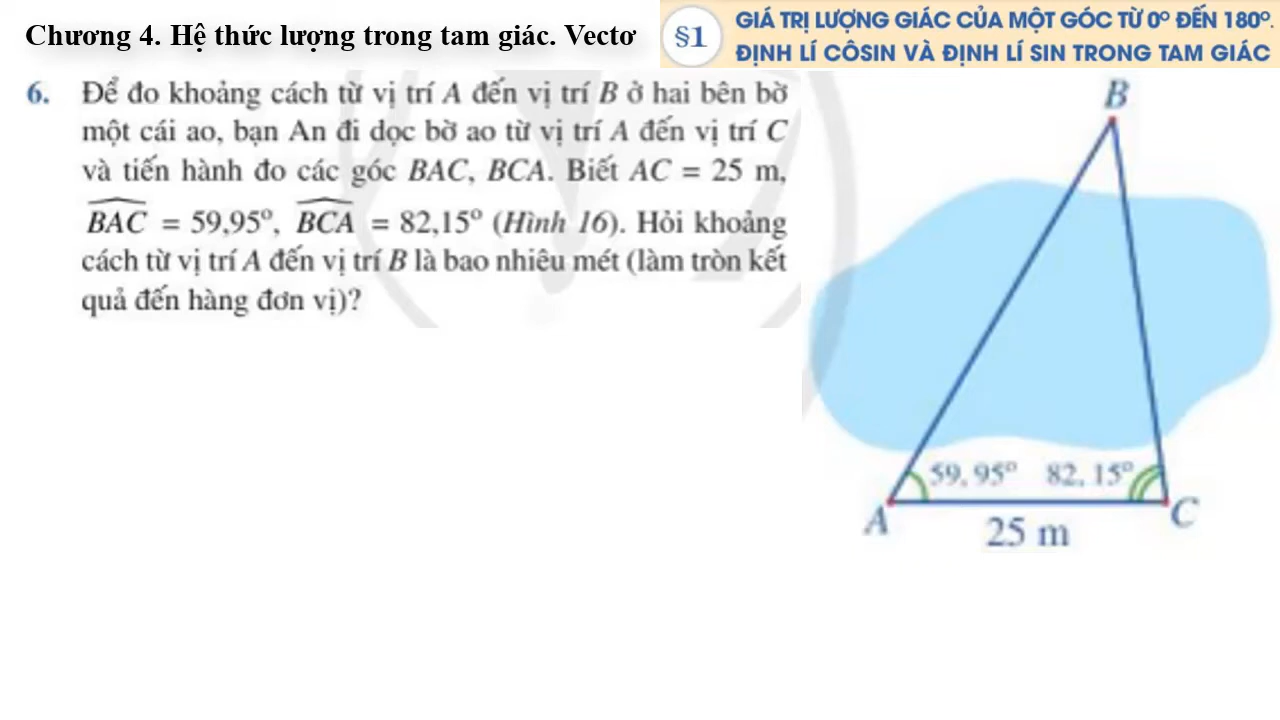 Chương 4. Hệ thức lượng trong tam giác. Vectơ
§1
GIÁ TRỊ LƯỢNG GIÁC CỦA MỘT GÓC TỪ 0° ĐẾN 180°.
ĐỊNH LÍ CÔSIN VÀ ĐỊNH LÍ SIN TRONG TAM GIÁC
6. Để đo khoảng cách từ vị trí A đến vị trí B ở hai bên bờ
một cái ao, bạn An đi dọc bờ ao từ vị trí A đến vị trí C
và tiến hành đo các góc BAC, BCA. Biết AC = 25 m,
BAC = 59,95°, BCA = 82,15° (Hình 16). Hỏi khoảng
cách từ vị trí A đến vị trí B là bao nhiêu mét (làm tròn kết
quả đến hàng đơn vị)?
B
59,95° 82,15°
A
C
25 m